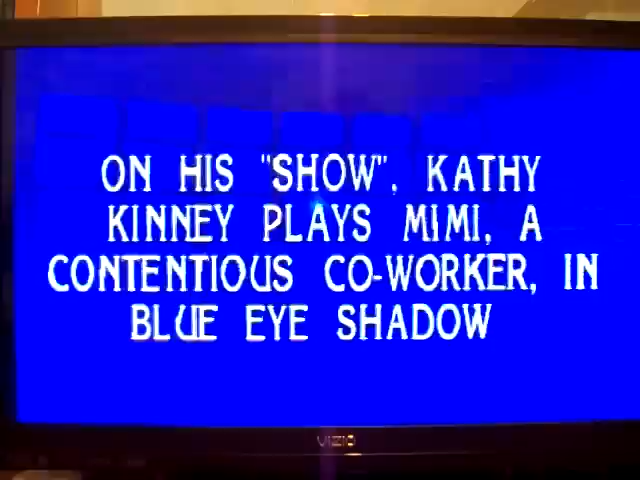 ON HIS "SHOW", KATHY
KINNEY PLAYS MIMI, A
CONTENTIOUS CO-WORKER, IN
BLUE EYE SHADOW
VIZIO